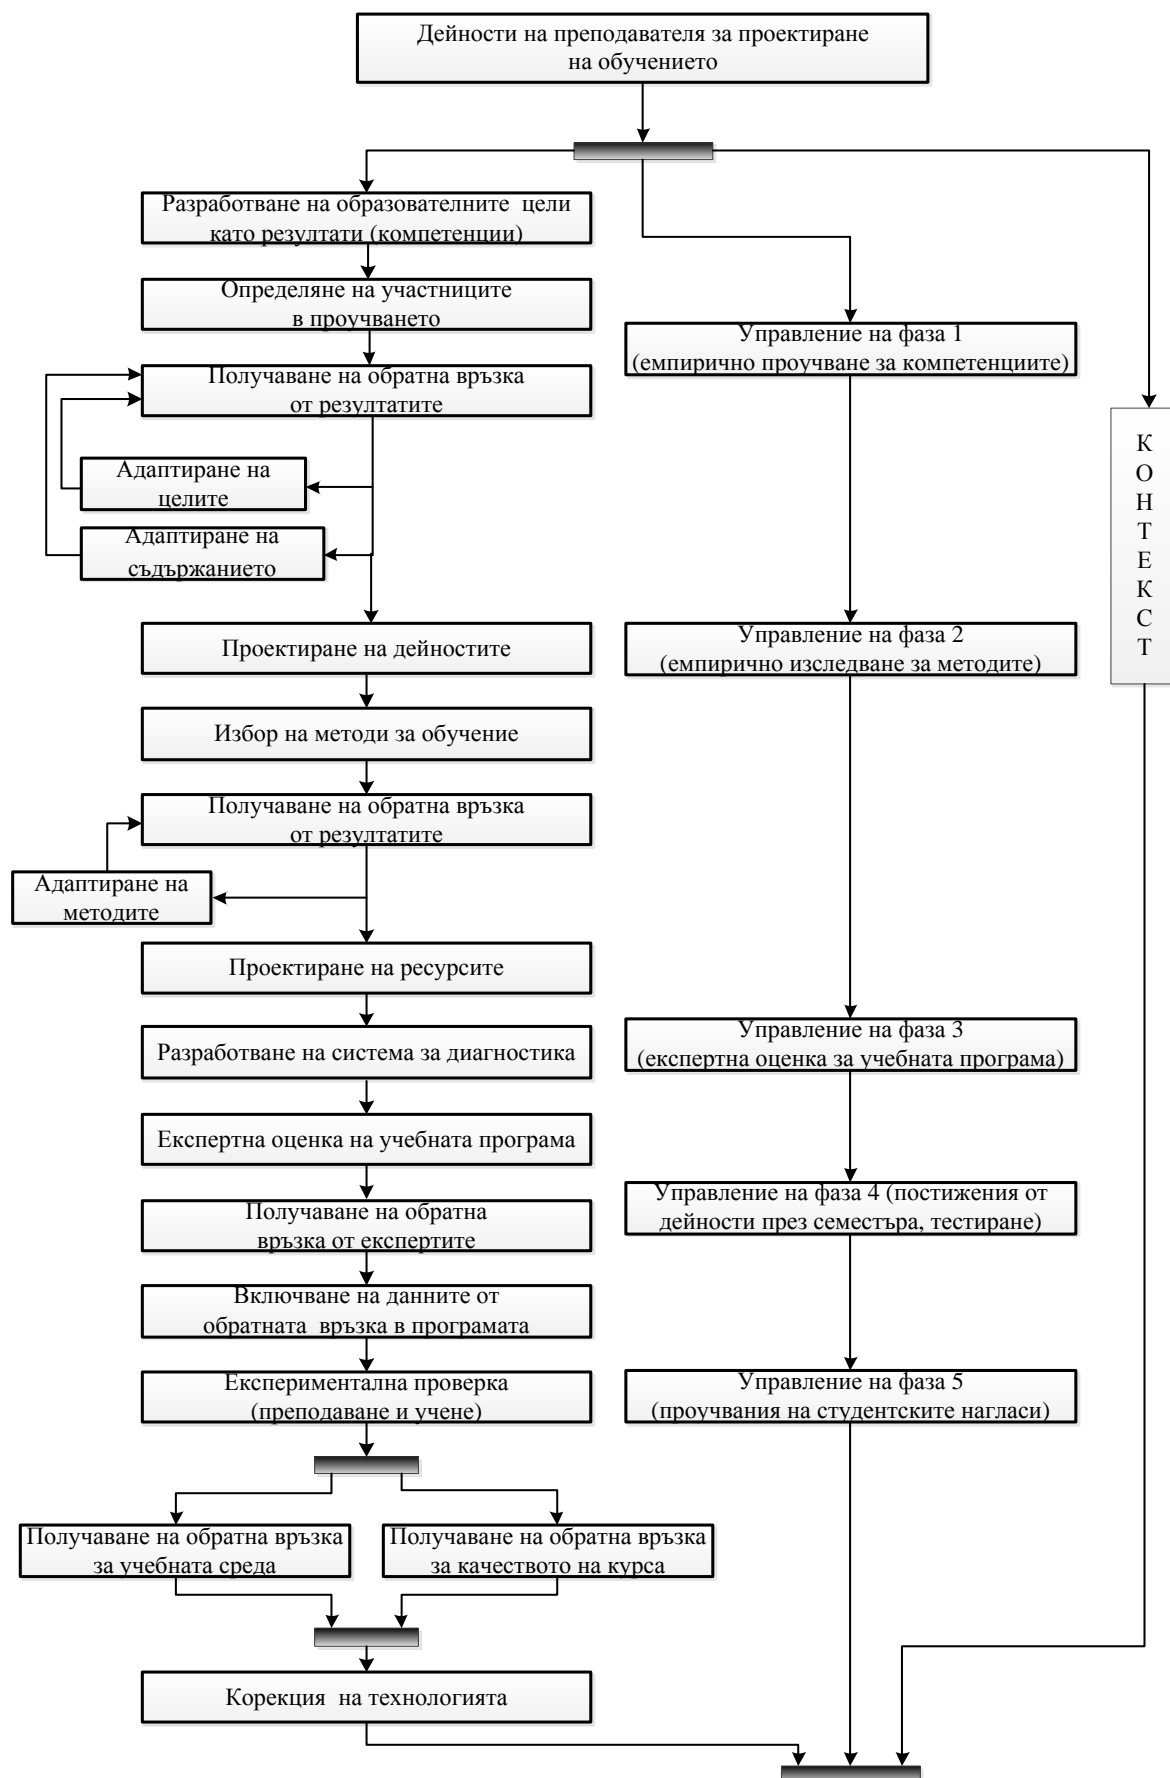 Дейности на преподавателя за проектиране
на обучението
Разработване на образователните цели
като резултати (компетенции)
Определяне на участниците
в проучването
Получаване на обратна връзка
от резултатите
Адаптиране на
целите
Адаптиране на
съдържанието
Проектиране на дейностите
Избор на методи за обучение
Получаване на обратна връзка
от резултатите
Адаптиране на
методите
Проектиране на ресурсите
Разработване на система за диагностика
Експертна оценка на учебната програма
Получаване на обратна
връзка от експертите
Включване на данните от
обратната връзка в програмата
Експериментална проверка
(преподаване и учене)
Получаване на обратна връзка
за учебната среда
Получаване на обратна връзка
за качеството на курса
Корекция на технологията
Управление на фаза 1
(емпирично проучване за компетенциите)
Управление на фаза 2
(емпирично изследване за методите)
Управление на фаза 3
(експертна оценка за учебната програма)
Управление на фаза 4 (постижения от
дейности през семестъра, тестиране)
Управление на фаза 5
(проучвания на студентските нагласи)
К
О
Н
Т
Е
К
С
Т